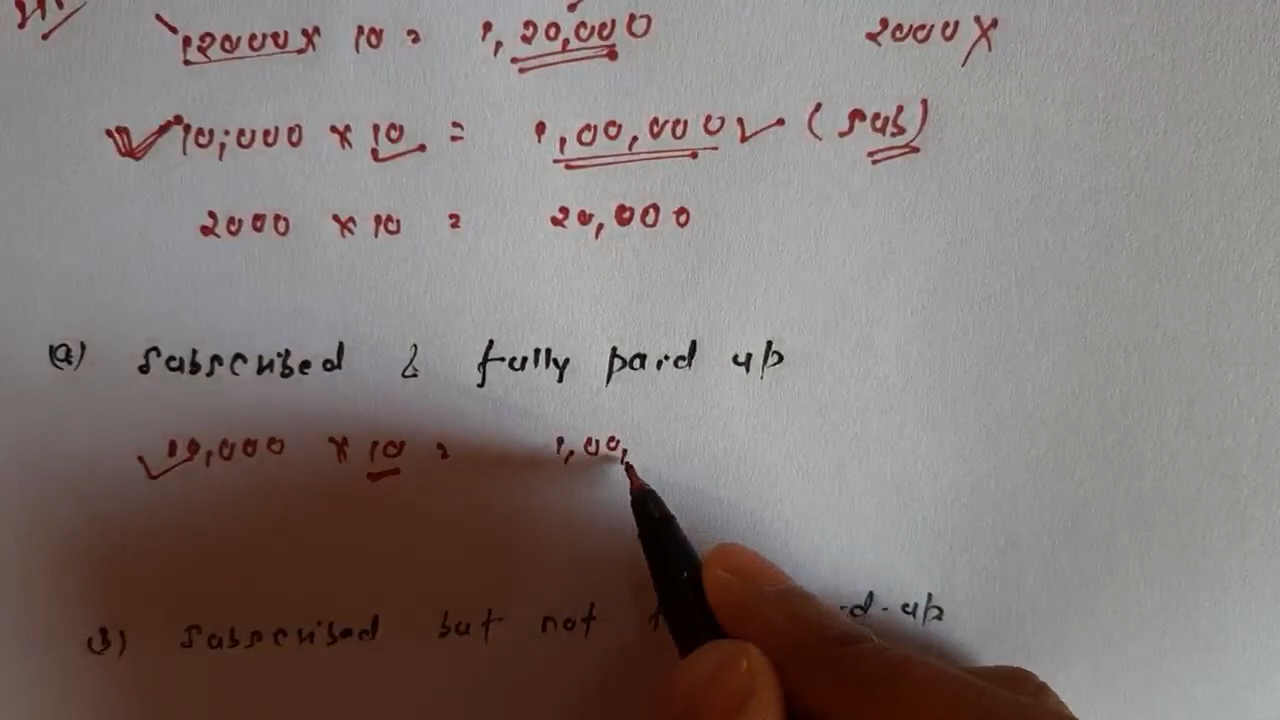 12000 x 10 = 1,20,000 2000 X
10,000 x 10 = 1,00,000 (sub)
2000 x 10 = 20,000
(a) subscribed & fully paid up
10,000 x 10 = 1,00,
(b) subscribed but not d-up